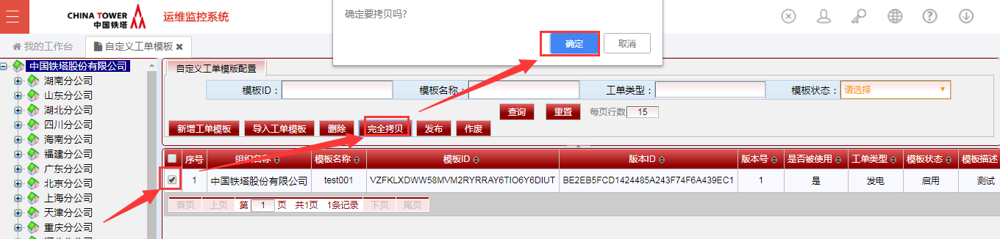 CHINA TOWER
中国铁塔
运维监控系统
确定要拷贝吗?
确定
取消
我的工作台
自定义工单模板
中国铁塔股份有限公司
湖南分公司
山东分公司
湖北分公司
四川分公司
海南分公司
福建分公司
广东分公司
北京分公司
上海分公司
天津分公司
重庆分公司
自定义工单模版配置
模板ID： 模板名称： 工单类型： 模板状态： 请选择
查询 重置 每页行数 15
新增工单模板 导入工单模板 删除 完全拷贝 发布 作废
序号 组织名称 模板名称 模板ID 版本ID 版本号 是否被使用 工单类型 模板状态 模板描述
1 中国铁塔股份有限公司 test001 VZFKLXDWW58MVM2RYRRAY6TIO6Y6DIUT BE2EB5FCD1424485A243F74F6A439EC1 1 是 发电 启用 测试
首页 上页 第 1 页 共1页 1条记录 下页 尾页